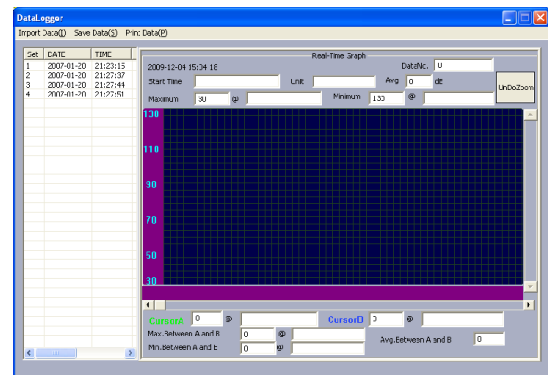 DataLogger
Import Data(I) Save Data(S) Print Data(P)
Set DATE TIME
1 2007-01-20 21:23:15
2 2007-01-20 21:27:37
3 2007-01-20 21:27:44
4 2007-01-20 21:27:51
Real-Time Graph
2009-12-04 15:34:18 DataNo. 0
Start Time Unit Avg 0 dB
UnDoZoom
Maximum 30 @ Minimum 130 @
130
110
90
70
50
30
CursorA 0 @ CursorB 0 @
Max.Between A and B 0 @
Min.Between A and B 0 @
Avg.Between A and B 0